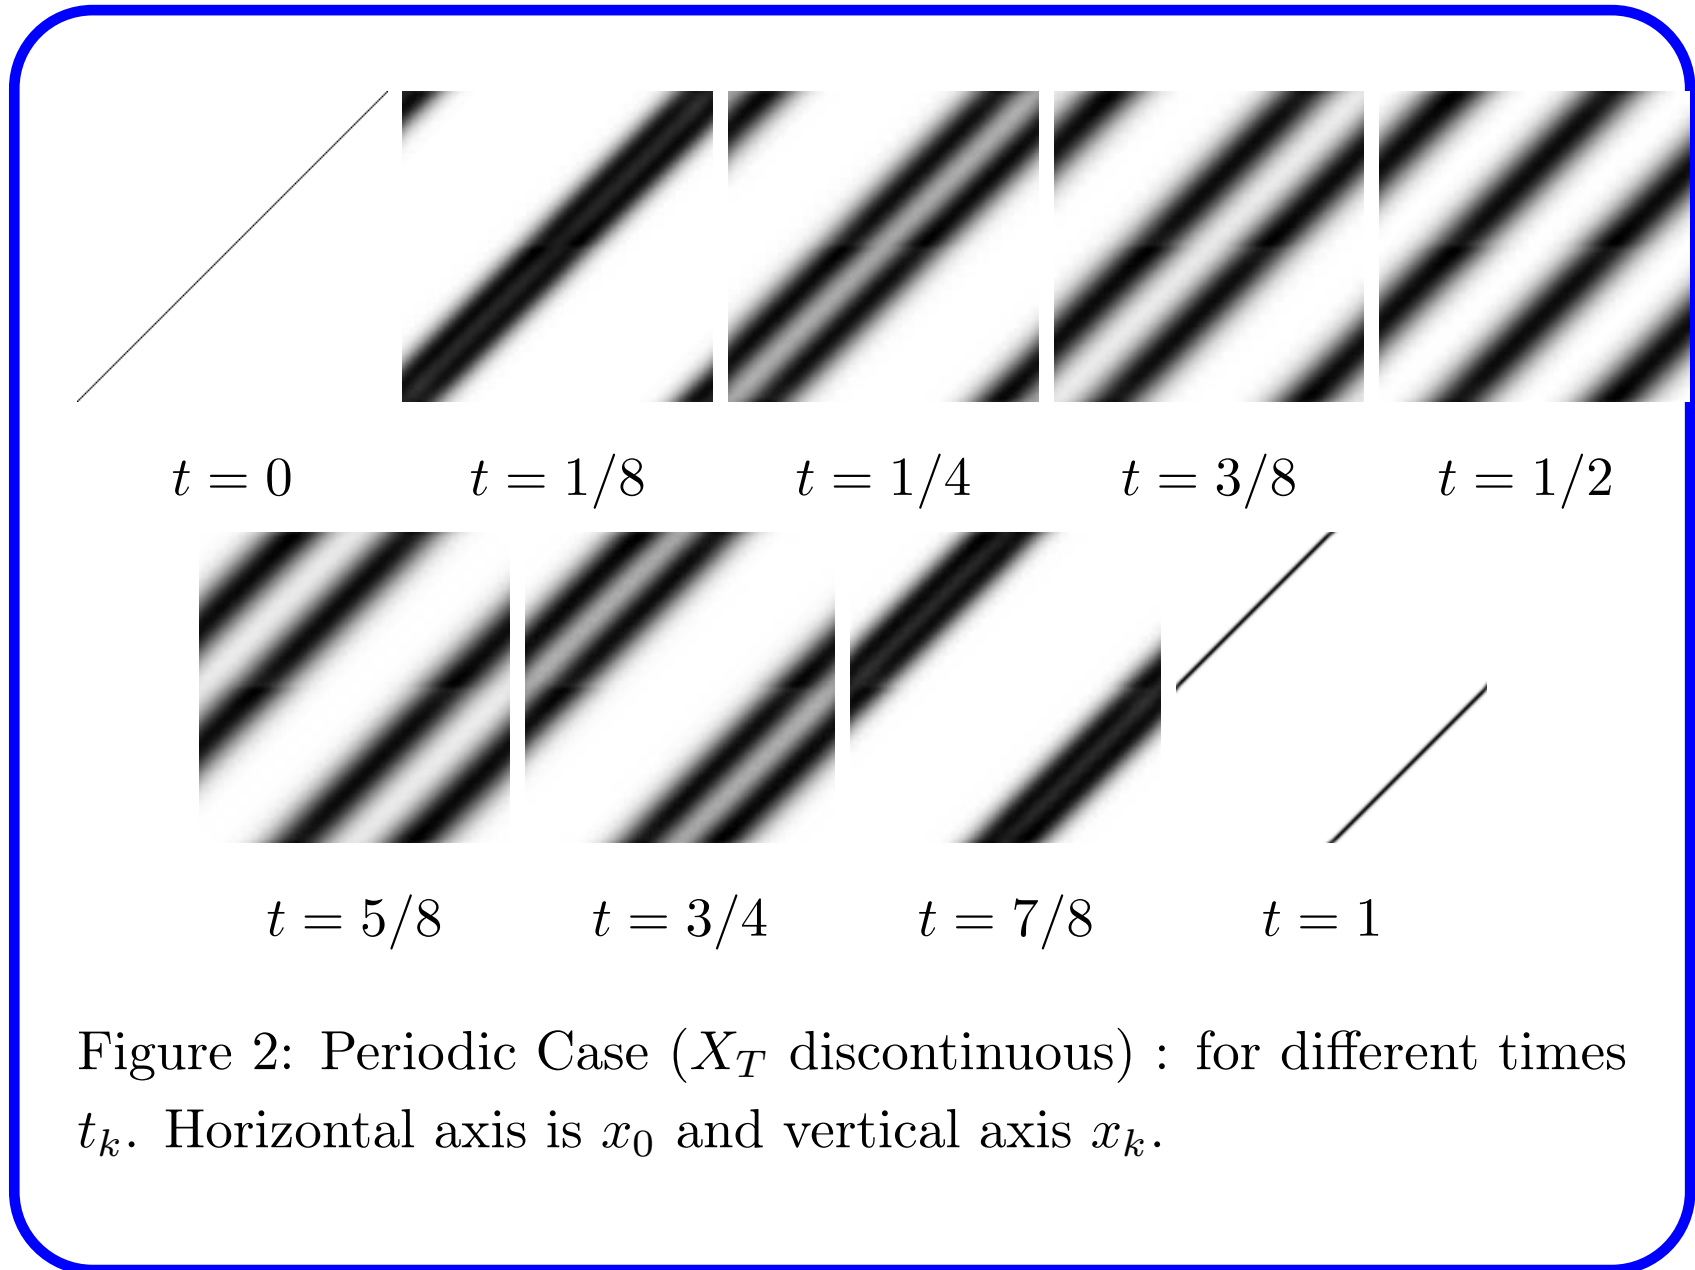 t = 0 t = 1/8 t = 1/4 t = 3/8 t = 1/2
t = 5/8 t = 3/4 t = 7/8 t = 1
Figure 2: Periodic Case (X_T discontinuous) : for different times
t_k. Horizontal axis is x_0 and vertical axis x_k.